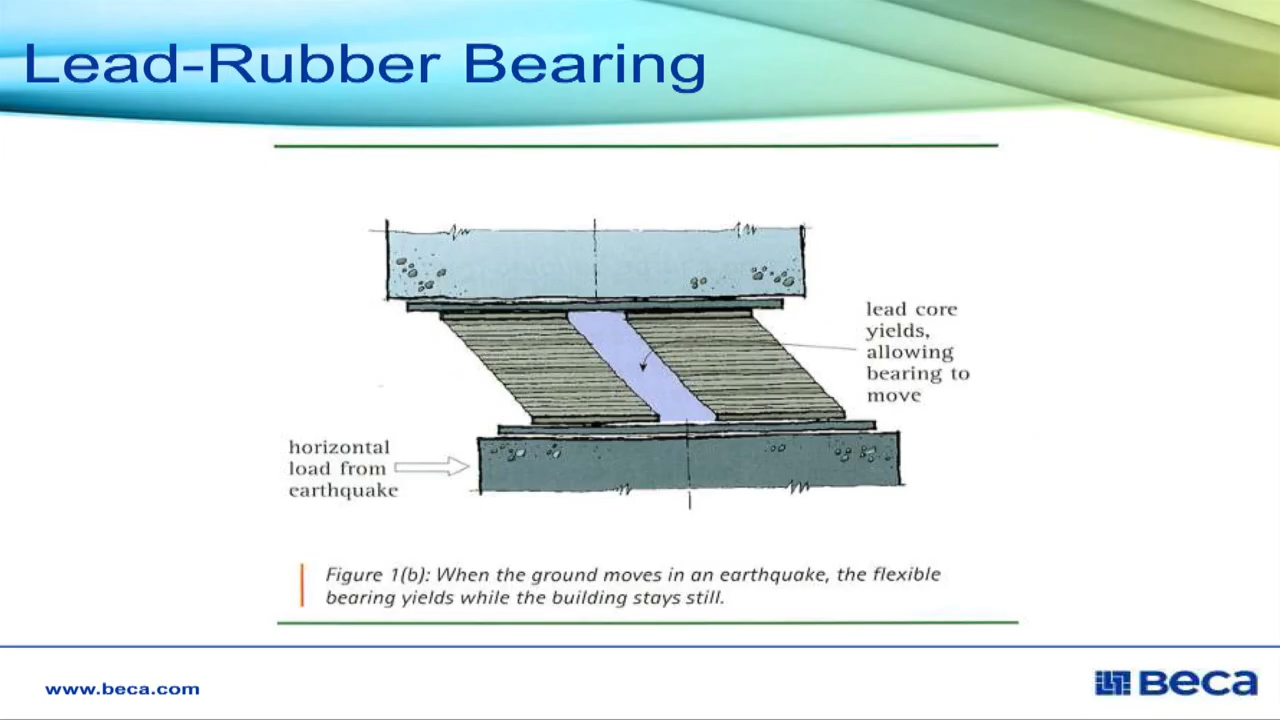 Lead-Rubber Bearing
lead core
yields,
allowing
bearing to
move
horizontal
load from
earthquake
Figure 1(b): When the ground moves in an earthquake, the flexible
bearing yields while the building stays still.
www.beca.com
Beca